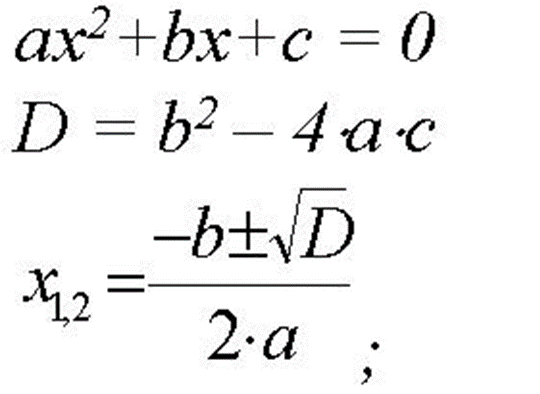 ax²+bx+c = 0
D = b² – 4·a·c
x₁,₂ = (–b±√D)/(2·a) ;